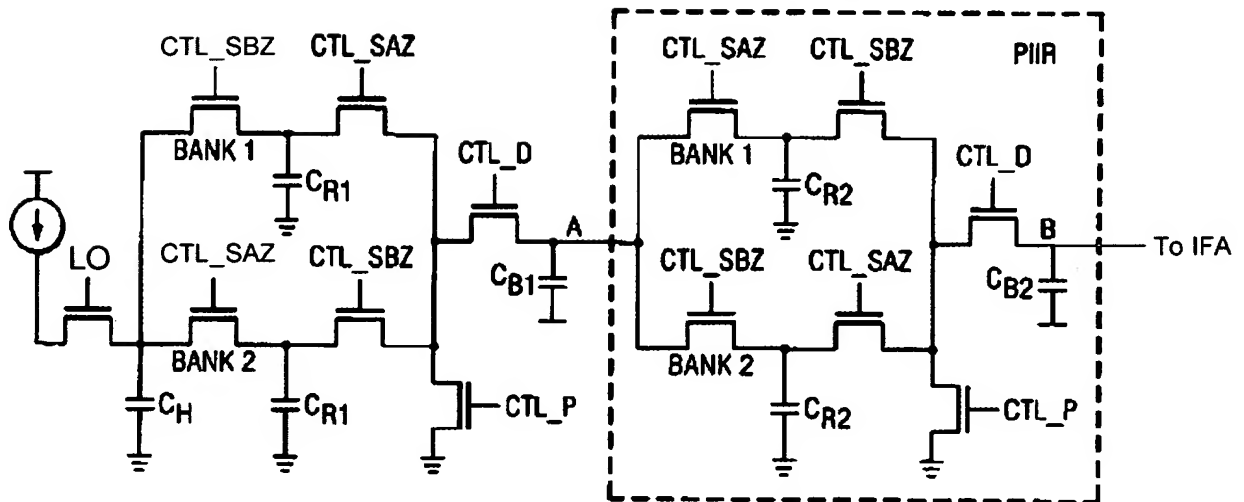 CTL_SBZ CTL_SAZ CTL_SAZ CTL_SBZ PIIR
BANK 1 CTL_D BANK 1 CTL_D
CR1 CR2
LO CTL_SAZ CTL_SBZ A CTL_SBZ CTL_SAZ B To IFA
CB1 CB2
BANK 2 BANK 2
CH CR1 CTL_P CR2 CTL_P